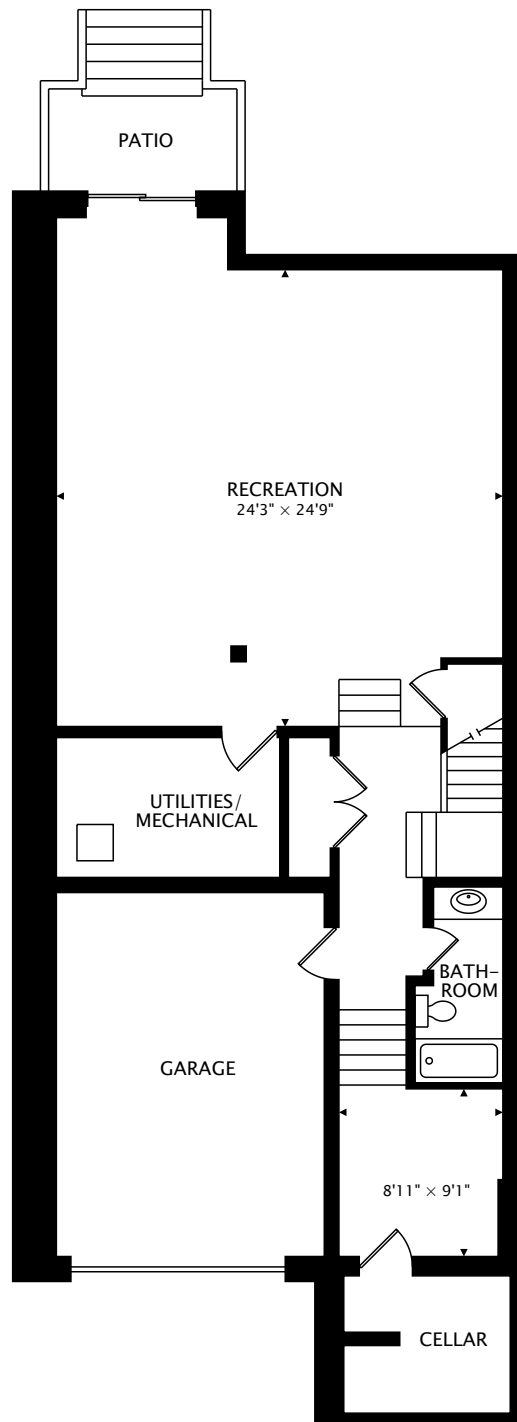 PATIO
RECREATION
24'3" × 24'9"
UTILITIES/
MECHANICAL
BATH-
ROOM
GARAGE
8'11" × 9'1"
CELLAR